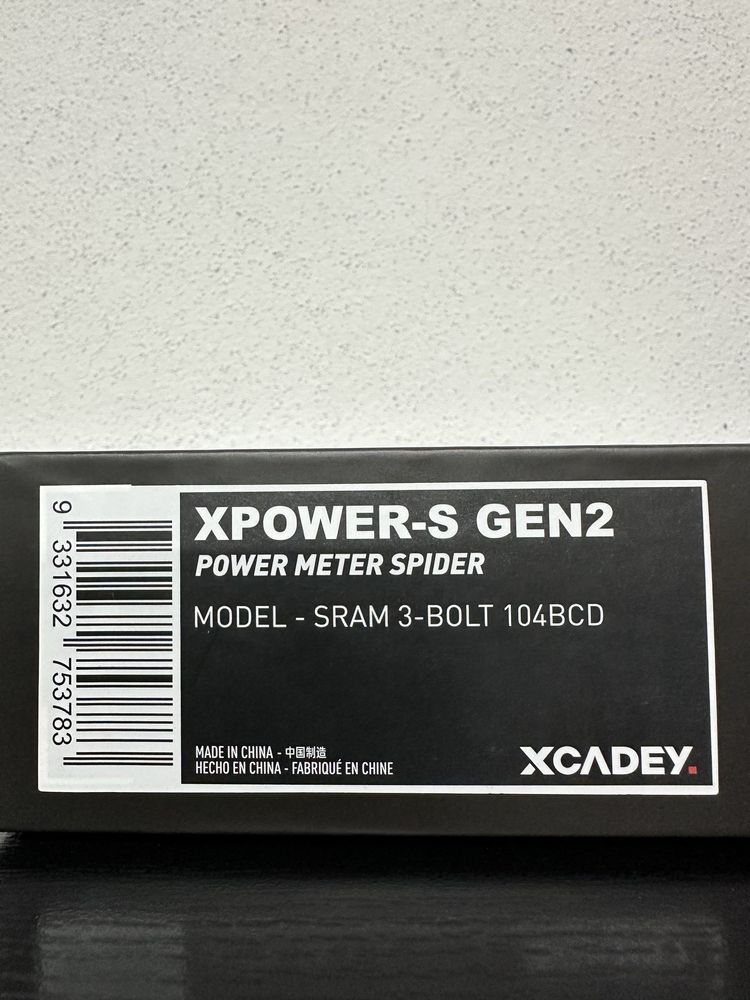 XPOWER-S GEN2
POWER METER SPIDER
MODEL - SRAM 3-BOLT 104BCD
9 331632 753783
MADE IN CHINA - 中国制造
HECHO EN CHINA - FABRIQUÉ EN CHINE
XCADEY.